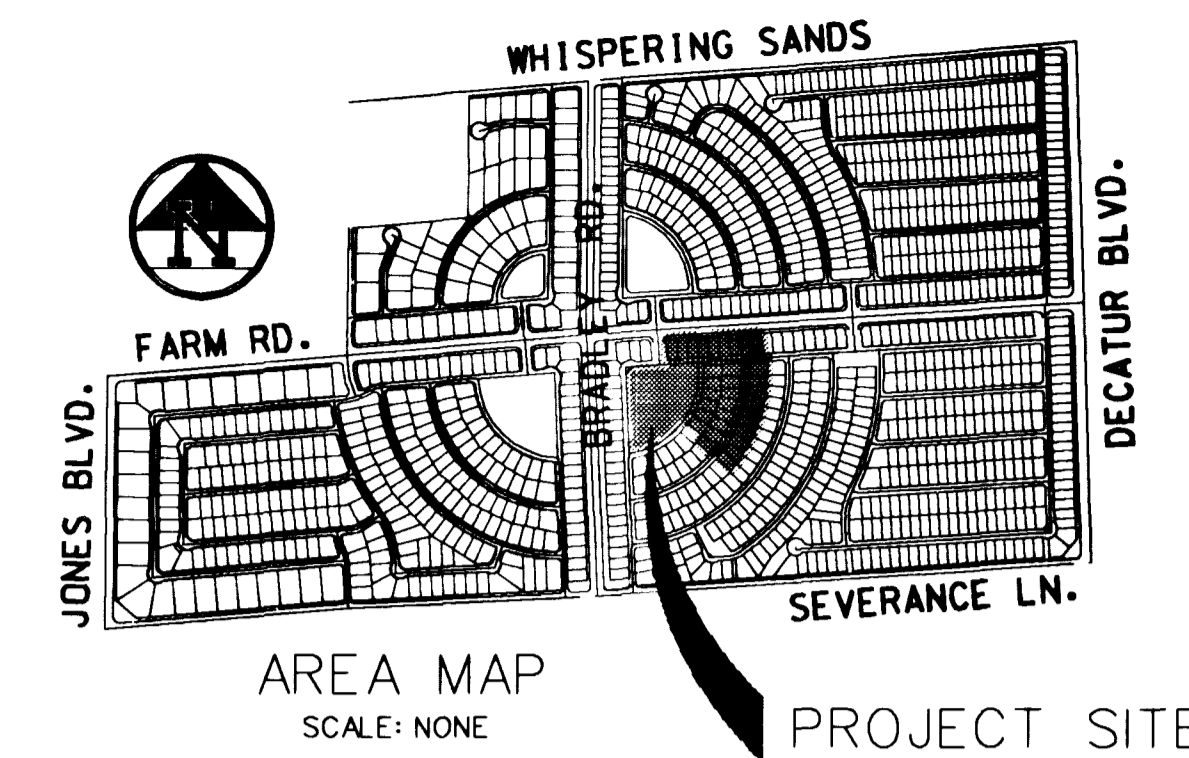 WHISPERING SANDS
BRADLEY RD.
DECATUR BLVD.
FARM RD.
JONES BLVD.
SEVERANCE LN.
AREA MAP
SCALE: NONE
PROJECT SITE